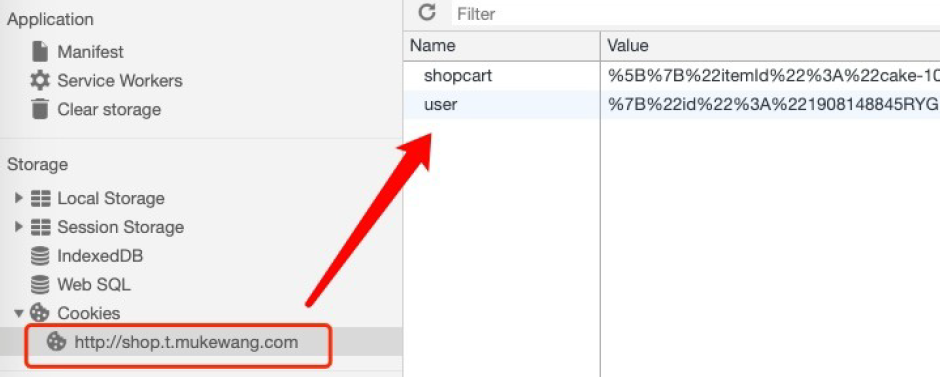 Application
Manifest
Service Workers
Clear storage
Storage
Local Storage
Session Storage
IndexedDB
Web SQL
Cookies
http://shop.t.mukewang.com
Filter
Name Value
shopcart %5B%7B%22itemId%22%3A%22cake-10
user %7B%22id%22%3A%221908148845RYG